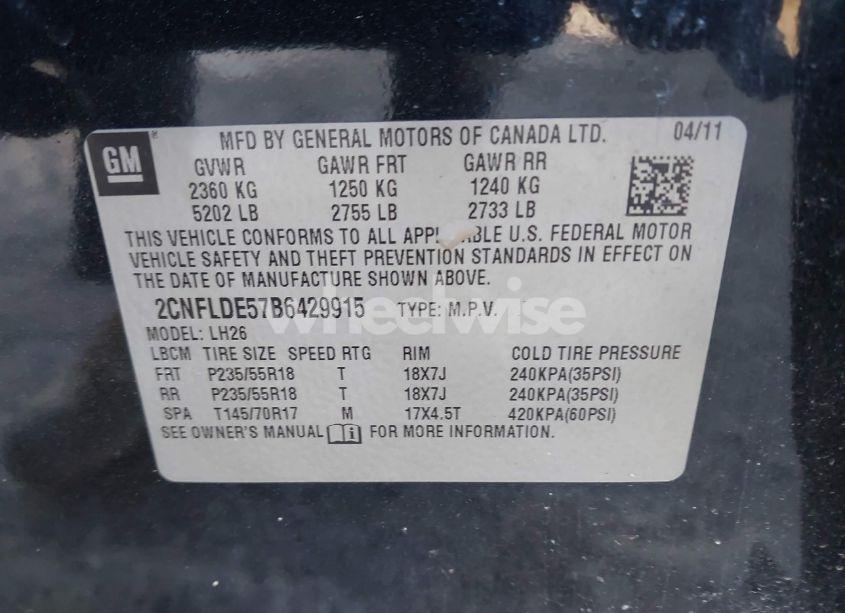 GM
MFD BY GENERAL MOTORS OF CANADA LTD. 04/11
GVWR GAWR FRT GAWR RR
2360 KG 1250 KG 1240 KG
5202 LB 2755 LB 2733 LB
THIS VEHICLE CONFORMS TO ALL APPLICABLE U.S. FEDERAL MOTOR
VEHICLE SAFETY AND THEFT PREVENTION STANDARDS IN EFFECT ON
THE DATE OF MANUFACTURE SHOWN ABOVE.
2CNFLDE57B6429915 TYPE: M.P.V.
wheelwise
MODEL: LH26
LBCM TIRE SIZE SPEED RTG RIM COLD TIRE PRESSURE
FRT P235/55R18 T 18X7J 240KPA(35PSI)
RR P235/55R18 T 18X7J 240KPA(35PSI)
SPA T145/70R17 M 17X4.5T 420KPA(60PSI)
SEE OWNER'S MANUAL FOR MORE INFORMATION.